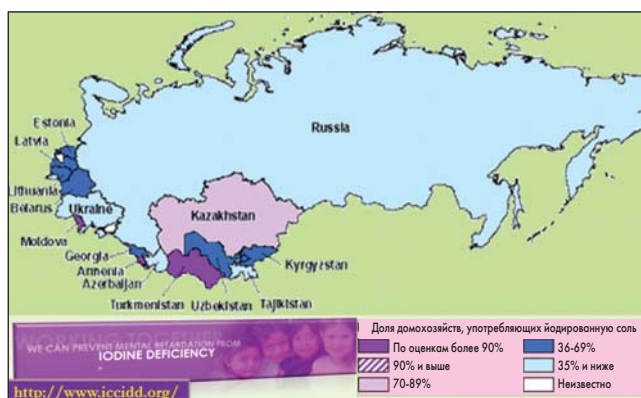 Estonia
Latvia
Russia
Lithuania
Belarus
Ukraine
Kazakhstan
Moldova
Georgia
Armenia
Azerbaijan
Kyrgyzstan
Turkmenistan
Uzbekistan
Tajikistan
WORKING TOGETHER
WE CAN PREVENT MENTAL RETARDATION FROM
IODINE DEFICIENCY
http://www.iccidd.org/
Доля домохозяйств, употребляющих йодированную соль
По оценкам более 90%
36-69%
90% и выше
35% и ниже
70-89%
Неизвестно